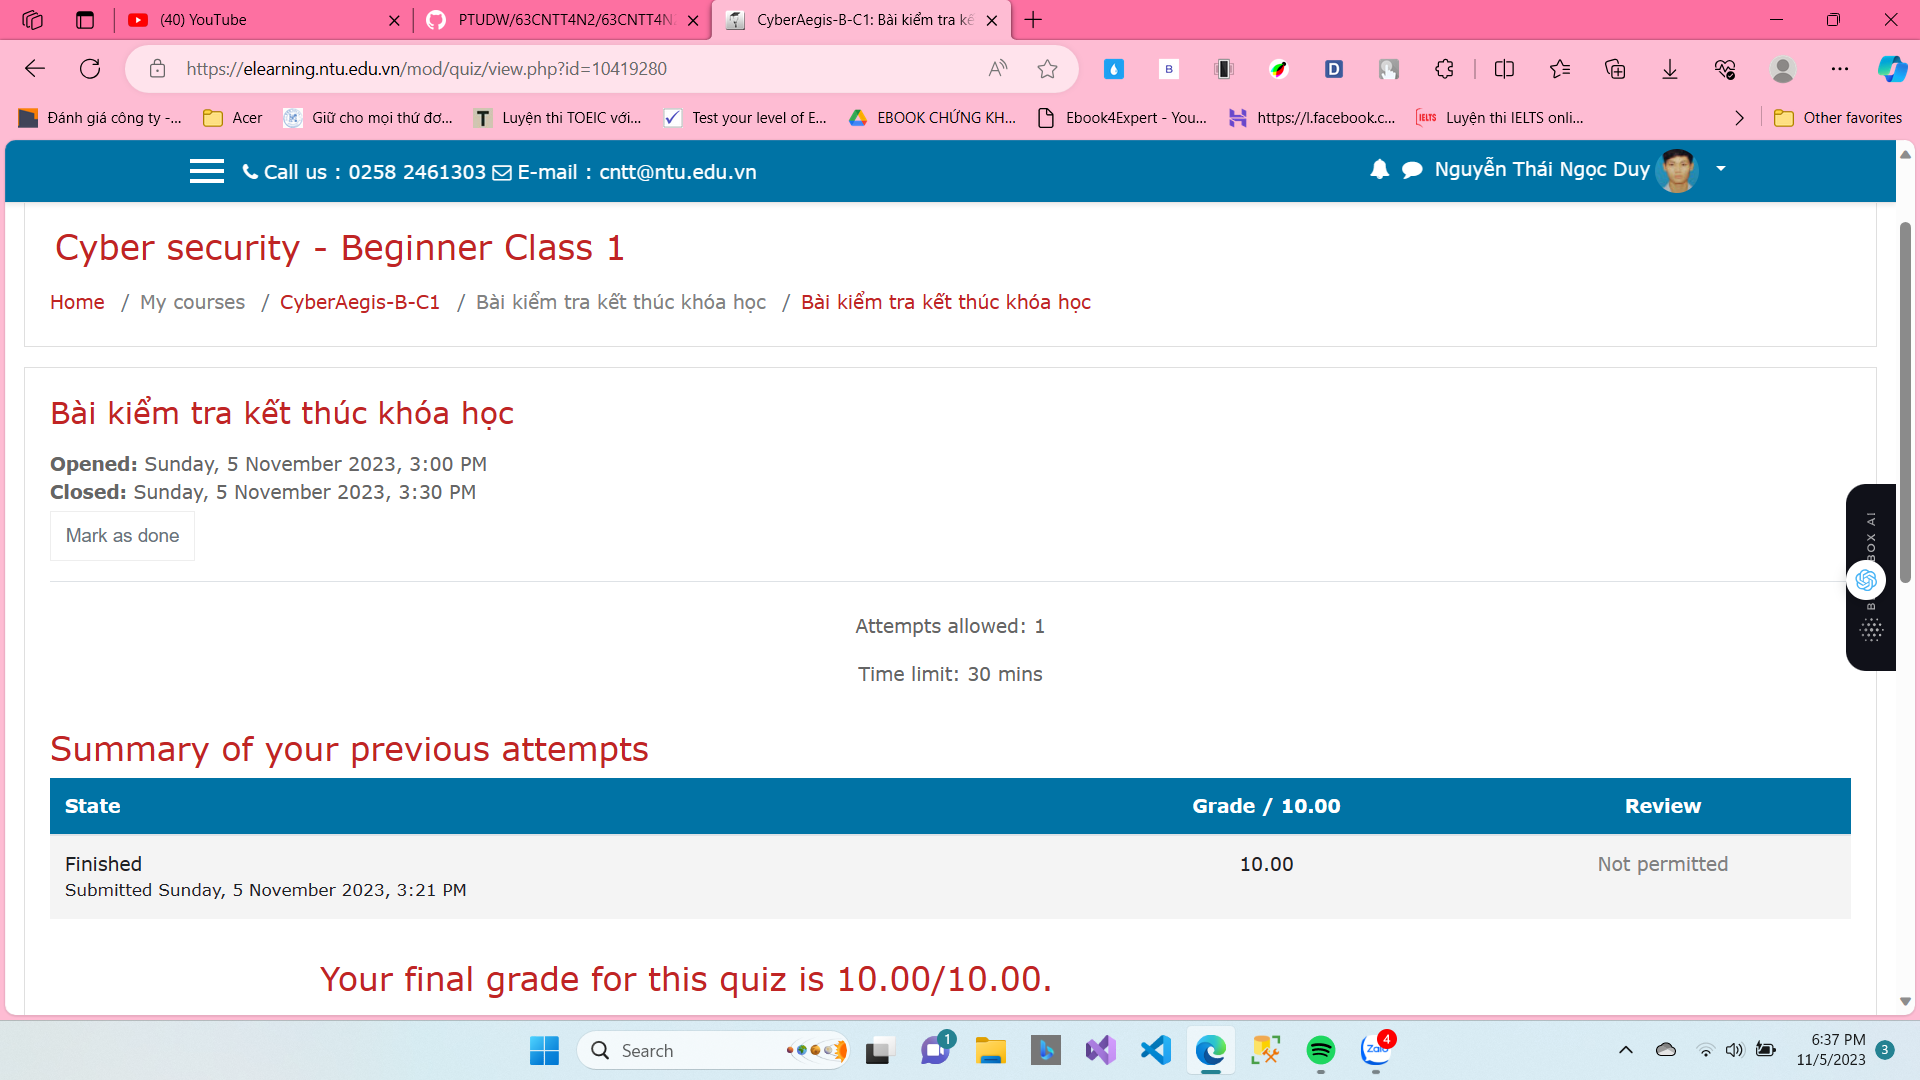 (40) YouTube
PTUDW/63CNTT4N2/63CNTT4N
CyberAegis-B-C1: Bài kiểm tra kế
https://elearning.ntu.edu.vn/mod/quiz/view.php?id=10419280
Đánh giá công ty -...
Acer
Giữ cho mọi thứ đơ...
Luyện thi TOEIC với...
Test your level of E...
EBOOK CHỨNG KH...
Ebook4Expert - You...
https://l.facebook.c...
IELTS
Luyện thi IELTS onli...
Other favorites
Call us : 0258 2461303 E-mail : cntt@ntu.edu.vn
Nguyễn Thái Ngọc Duy
Cyber security - Beginner Class 1
Home / My courses / CyberAegis-B-C1 / Bài kiểm tra kết thúc khóa học / Bài kiểm tra kết thúc khóa học
Bài kiểm tra kết thúc khóa học
Opened: Sunday, 5 November 2023, 3:00 PM
Closed: Sunday, 5 November 2023, 3:30 PM
Mark as done
BOX AI
Attempts allowed: 1
Time limit: 30 mins
Summary of your previous attempts
State Grade / 10.00 Review
Finished 10.00 Not permitted
Submitted Sunday, 5 November 2023, 3:21 PM
Your final grade for this quiz is 10.00/10.00.
Search
1
Zalo
4
6:37 PM
11/5/2023
3